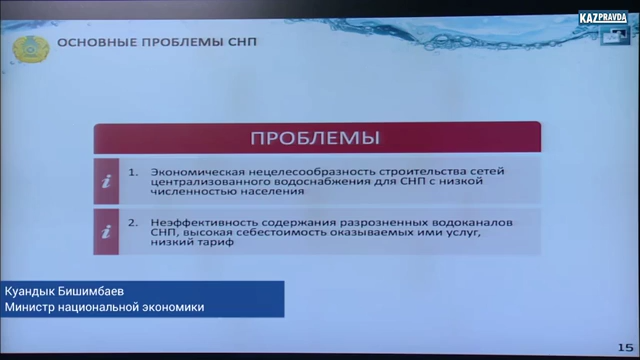 KAZPRAVDA
ОСНОВНЫЕ ПРОБЛЕМЫ СНП
ПРОБЛЕМЫ
1. Экономическая нецелесообразность строительства сетей
централизованного водоснабжения для СНП с низкой
численностью населения
2. Неэффективность содержания разрозненных водоканалов
СНП, высокая себестоимость оказываемых ими услуг,
низкий тариф
Куандык Бишимбаев
Министр национальной экономики
15